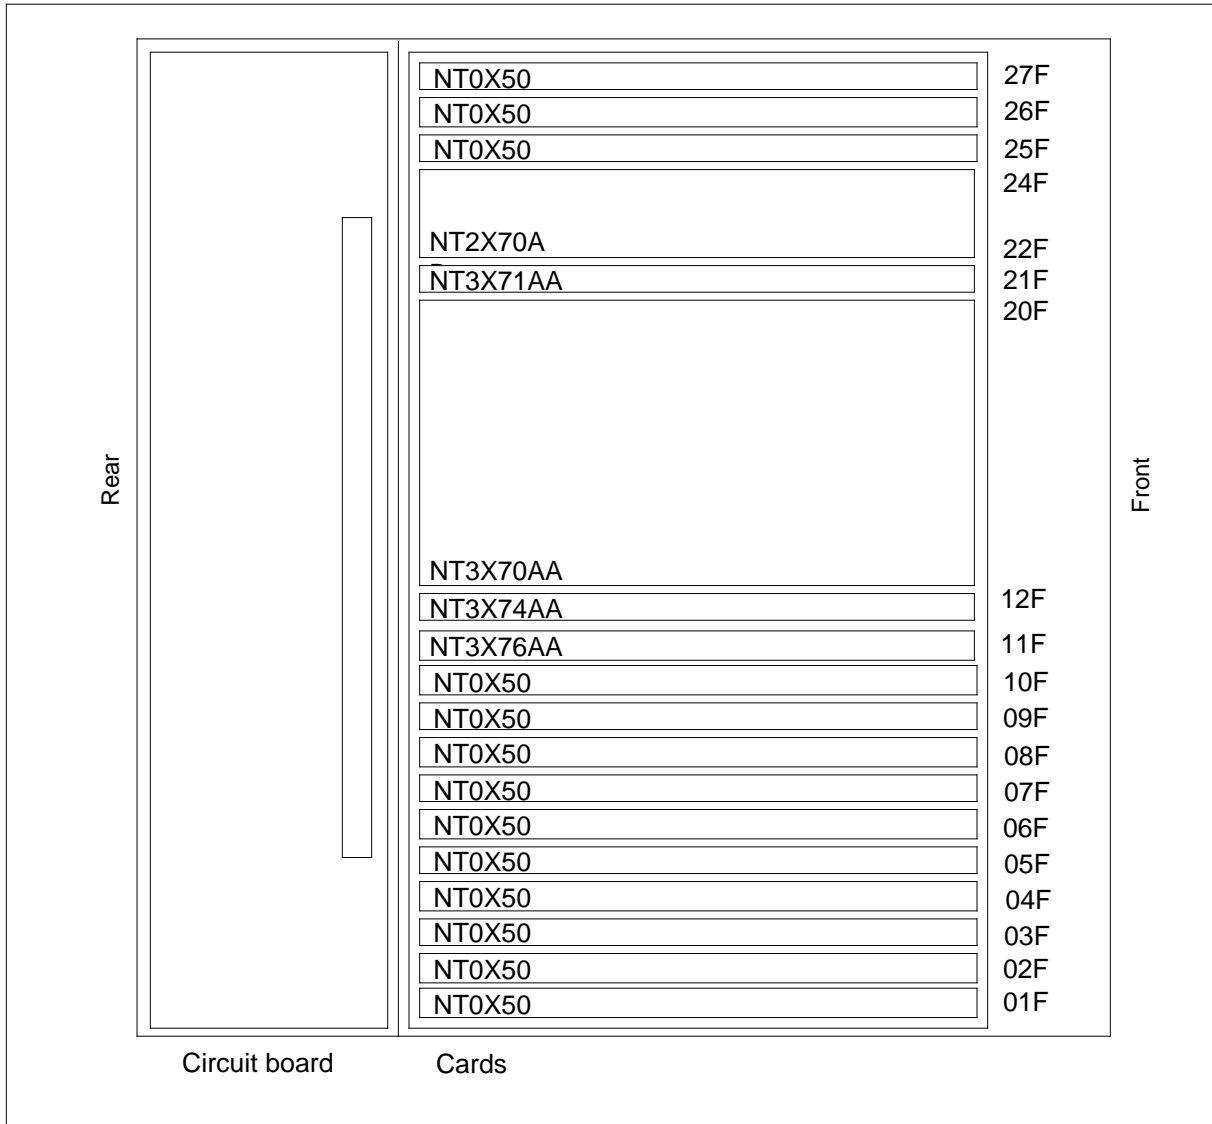 NT0X50 27F
NT0X50 26F
NT0X50 25F
24F
NT2X70A 22F
NT3X71AA 21F
20F
Rear
Front
NT3X70AA
NT3X74AA 12F
NT3X76AA 11F
NT0X50 10F
NT0X50 09F
NT0X50 08F
NT0X50 07F
NT0X50 06F
NT0X50 05F
NT0X50 04F
NT0X50 03F
NT0X50 02F
NT0X50 01F
Circuit board Cards